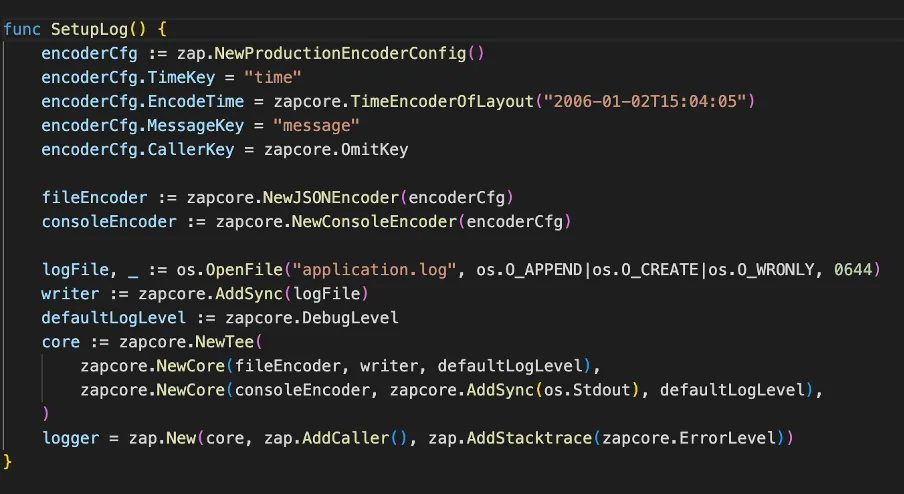 func SetupLog() {
    encoderCfg := zap.NewProductionEncoderConfig()
    encoderCfg.TimeKey = "time"
    encoderCfg.EncodeTime = zapcore.TimeEncoderOfLayout("2006-01-02T15:04:05")
    encoderCfg.MessageKey = "message"
    encoderCfg.CallerKey = zapcore.OmitKey

    fileEncoder := zapcore.NewJSONEncoder(encoderCfg)
    consoleEncoder := zapcore.NewConsoleEncoder(encoderCfg)

    logFile, _ := os.OpenFile("application.log", os.O_APPEND|os.O_CREATE|os.O_WRONLY, 0644)
    writer := zapcore.AddSync(logFile)
    defaultLogLevel := zapcore.DebugLevel
    core := zapcore.NewTee(
        zapcore.NewCore(fileEncoder, writer, defaultLogLevel),
        zapcore.NewCore(consoleEncoder, zapcore.AddSync(os.Stdout), defaultLogLevel),
    )
    logger = zap.New(core, zap.AddCaller(), zap.AddStacktrace(zapcore.ErrorLevel))
}